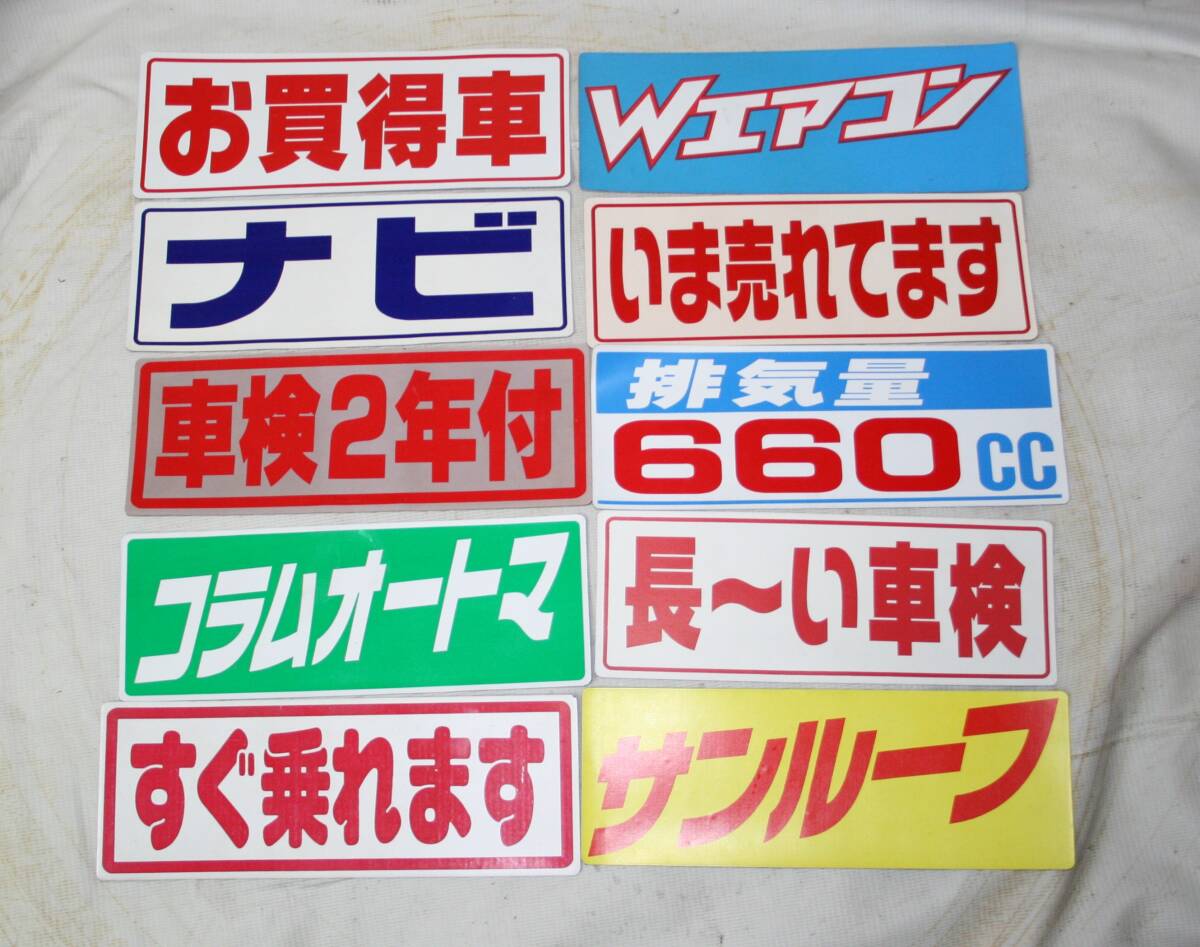 お買得車
Wエアコン
ナビ
いま売れてます
車検2年付
排気量
660cc
コラムオートマ
長～い車検
すぐ乗れます
サンルーフ